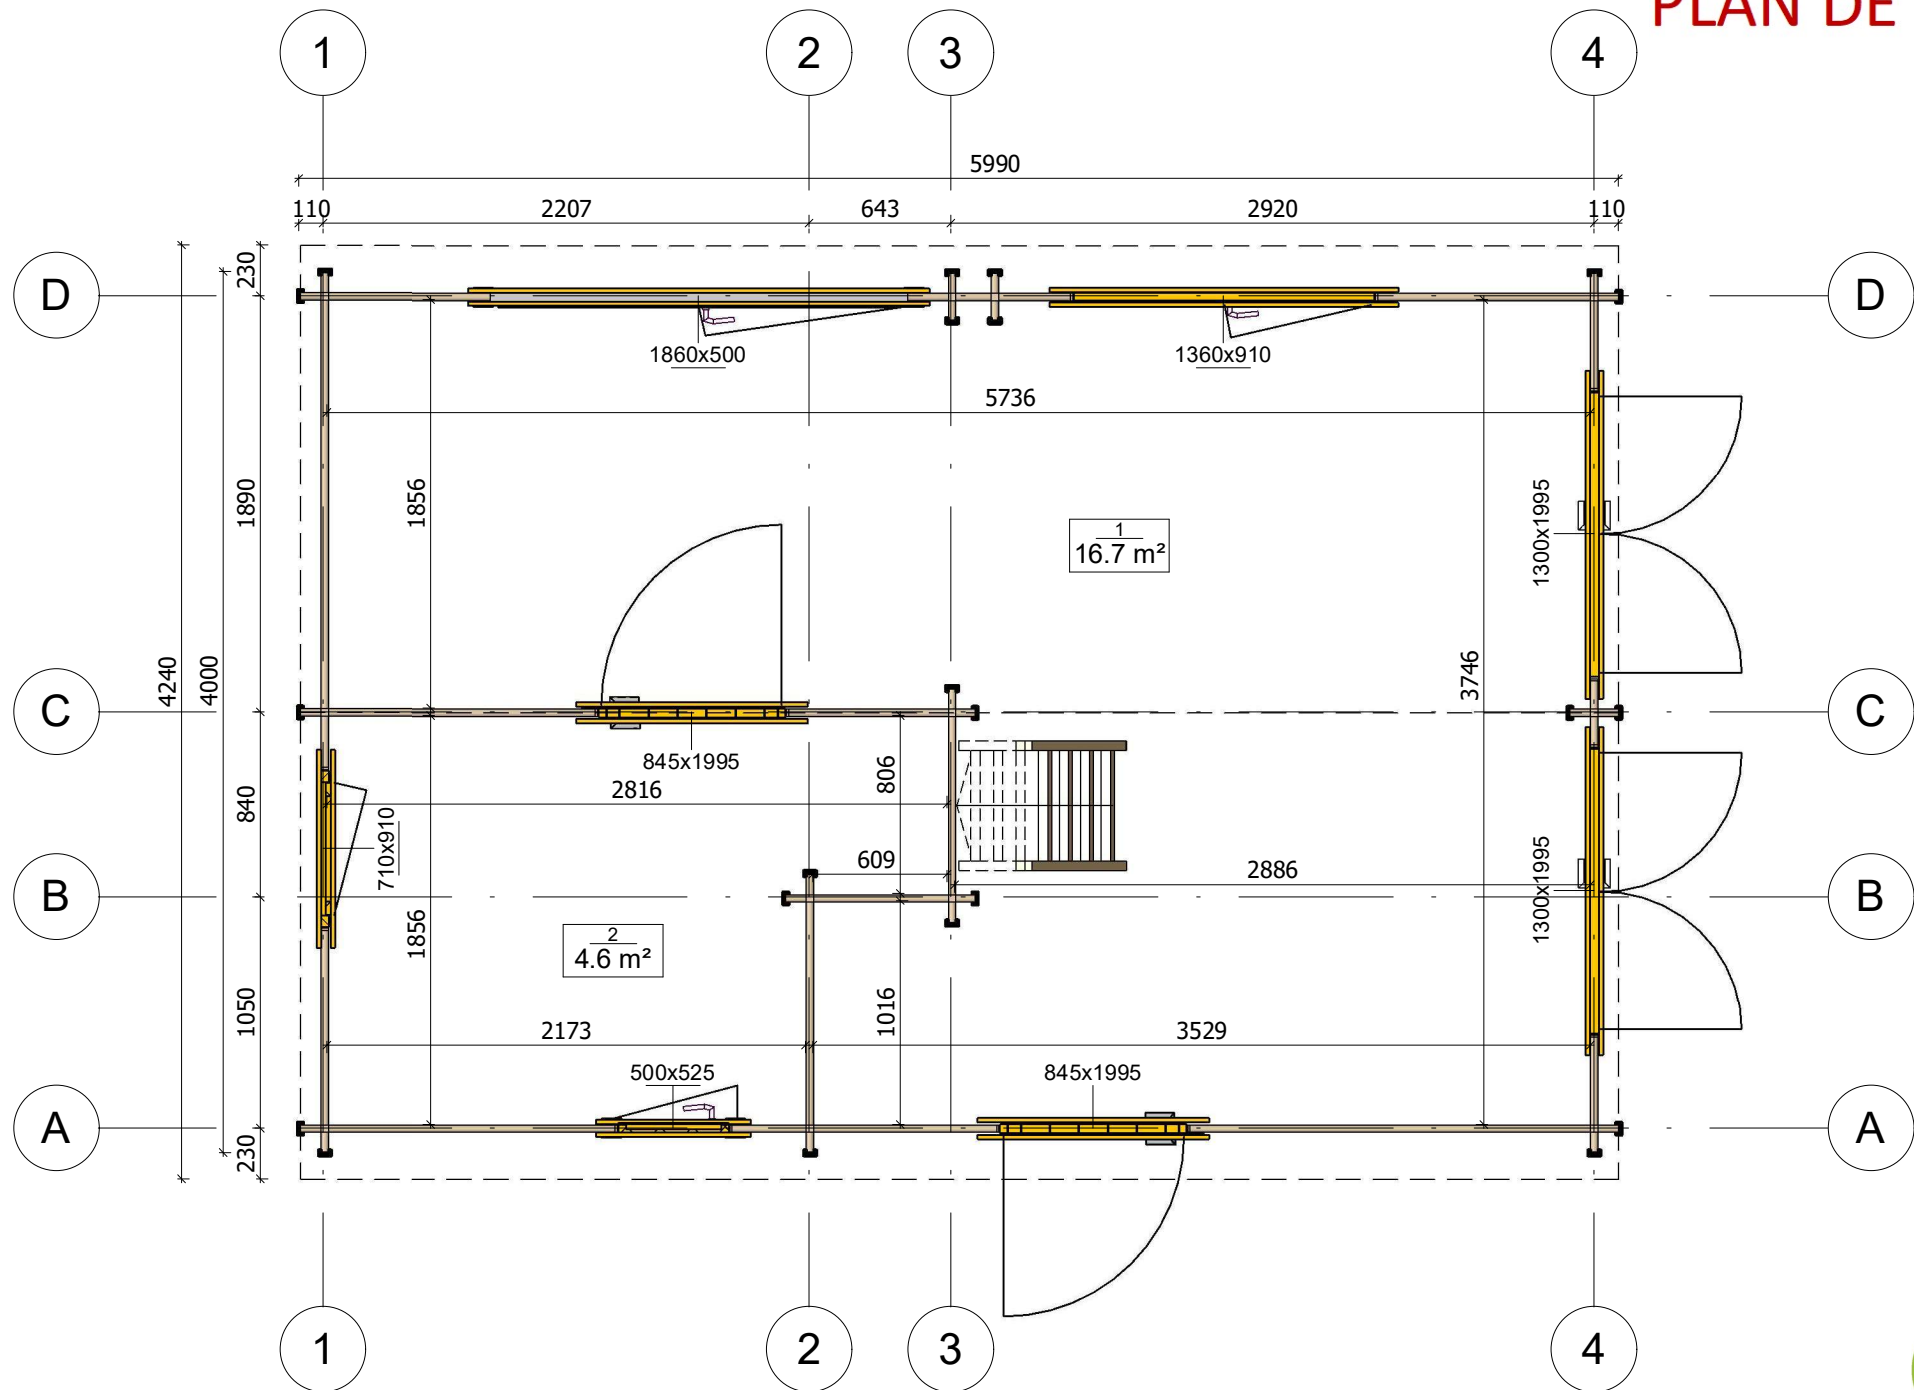 PLAN DE
1 2 3 4
5990
110 2207 643 2920 110
D D
230
1860x500 1360x910
5736
1890
1856
1300x1995
1
16.7 m²
4240
4000
3746
C C
845x1995
806
2816
840
710x910
609
2886
1300x1995
B B
1856
2
4.6 m²
1050
1016
2173 3529
500x525 845x1995
A A
230
1 2 3 4